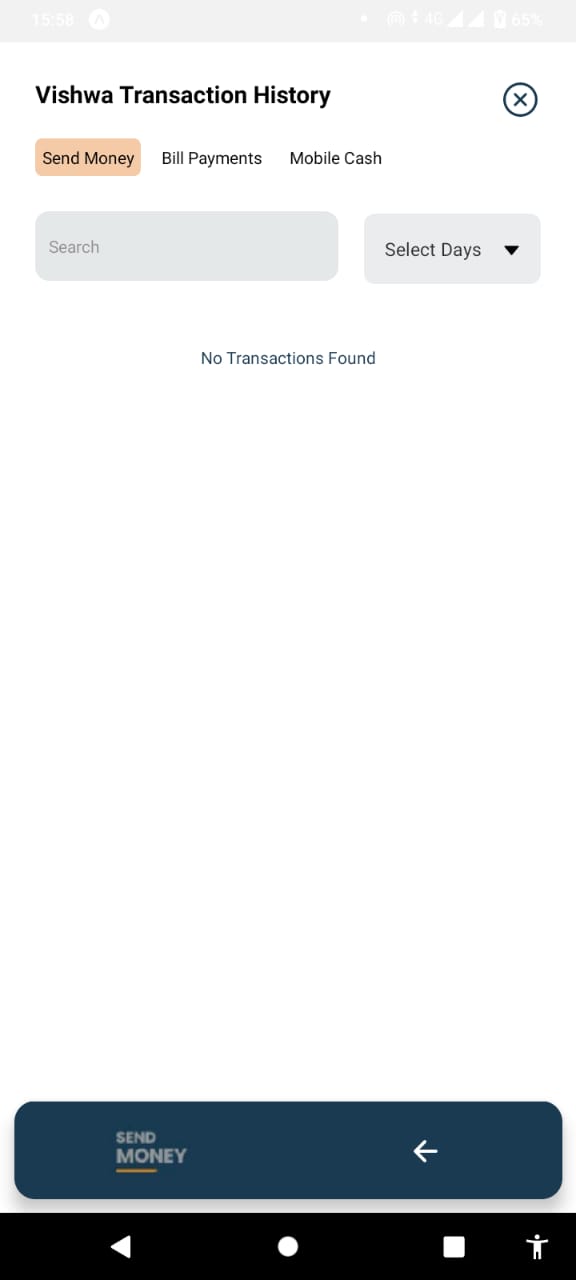 15:58 4G 65%
Vishwa Transaction History
Send Money Bill Payments Mobile Cash
Search Select Days
No Transactions Found
SEND
MONEY